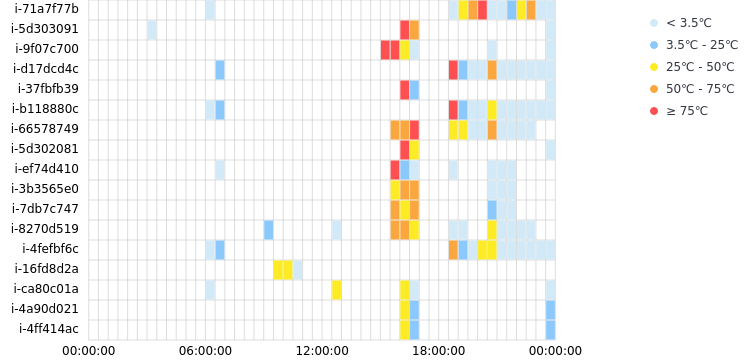 i-71a7f77b
i-5d303091
i-9f07c700
i-d17dcd4c
i-37fbfb39
i-b118880c
i-66578749
i-5d302081
i-ef74d410
i-3b3565e0
i-7db7c747
i-8270d519
i-4fefbf6c
i-16fd8d2a
i-ca80c01a
i-4a90d021
i-4ff414ac
00:00:00 06:00:00 12:00:00 18:00:00 00:00:00
< 3.5℃
3.5℃ - 25℃
25℃ - 50℃
50℃ - 75℃
≥ 75℃